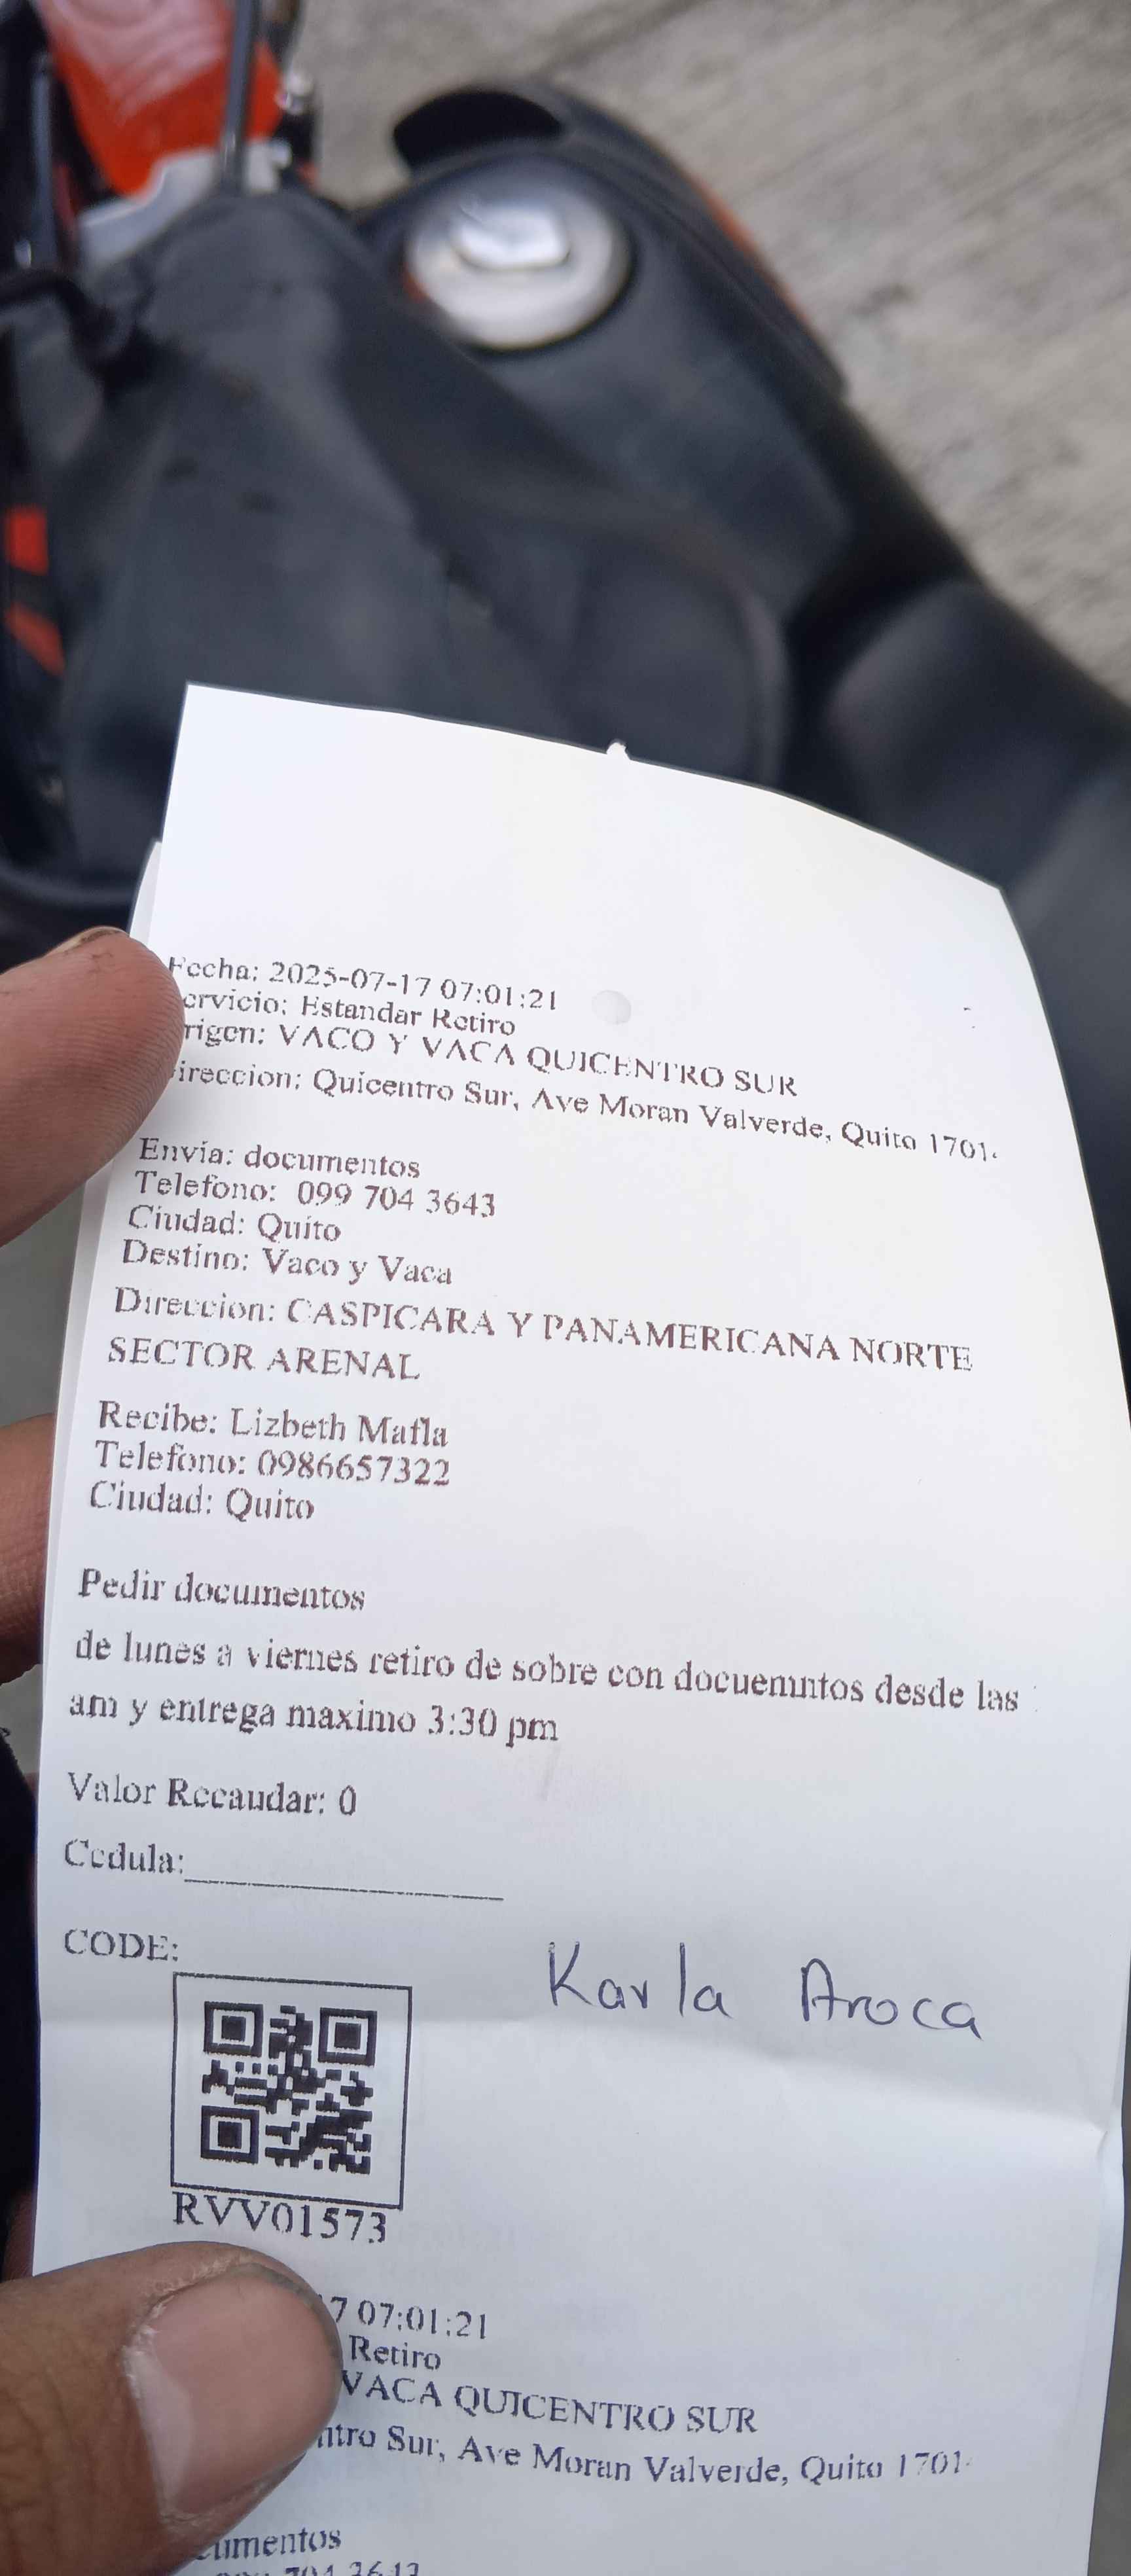 Fecha: 2025-07-17 07:01:21
ervicio: Estandar Retiro
rigen: VACO Y VACA QUICENTRO SUR
ireccion: Quicentro Sur, Ave Moran Valverde, Quito 1701
Envia: documentos
Telefono: 099 704 3643
Ciudad: Quito
Destino: Vaco y Vaca
Direccion: CASPICARA Y PANAMERICANA NORTE
SECTOR ARENAL
Recibe: Lizbeth Mafla
Telefono: 0986657322
Ciudad: Quito
Pedir documentos
de lunes a viernes retiro de sobre con docuemntos desde las
am y entrega maximo 3:30 pm
Valor Recaudar: 0
Cedula:
CODE:
Karla Aroca
RVV01573
7 07:01:21
Retiro
VACA QUICENTRO SUR
ntro Sur, Ave Moran Valverde, Quito 1701
cumentos
704 3643